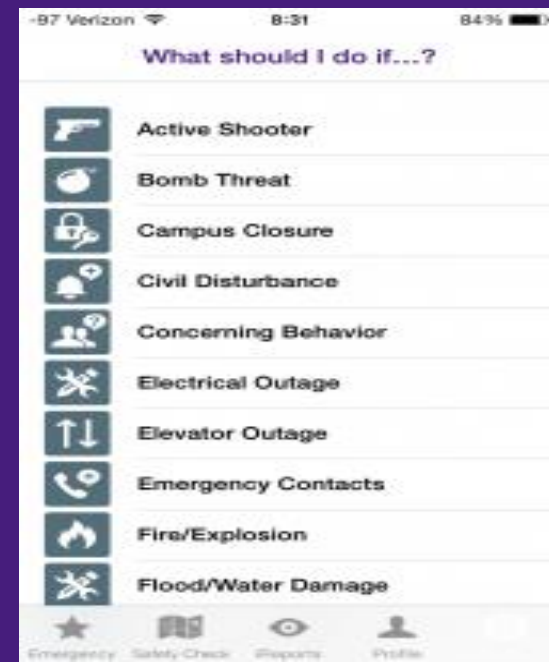 -97 Verizon 8:31 84%
What should I do if...?
Active Shooter
Bomb Threat
Campus Closure
Civil Disturbance
Concerning Behavior
Electrical Outage
Elevator Outage
Emergency Contacts
Fire/Explosion
Flood/Water Damage
Emergency Safety Check iReports Profile